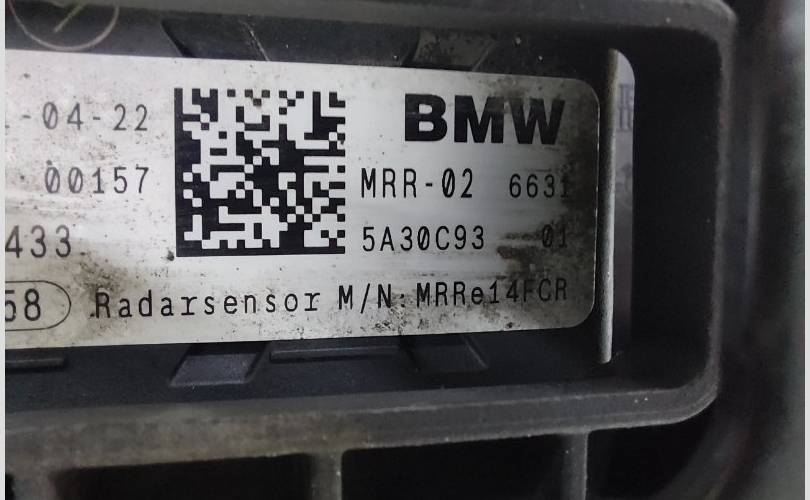 -04-22 BMW
00157 MRR-02 6631
433 5A30C93 01
58 Radarsensor M/N:MRRe14FCR